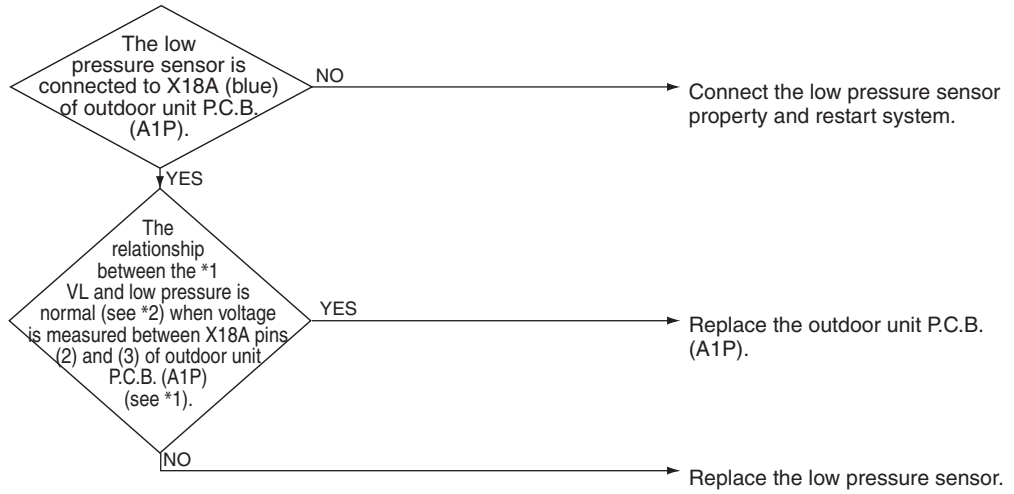 The low
pressure sensor is
connected to X18A (blue)
of outdoor unit P.C.B.
(A1P).
NO
Connect the low pressure sensor
property and restart system.
YES
The
relationship
between the *1
VL and low pressure is
normal (see *2) when voltage
is measured between X18A pins
(2) and (3) of outdoor unit
P.C.B. (A1P)
(see *1).
YES
Replace the outdoor unit P.C.B.
(A1P).
NO
Replace the low pressure sensor.